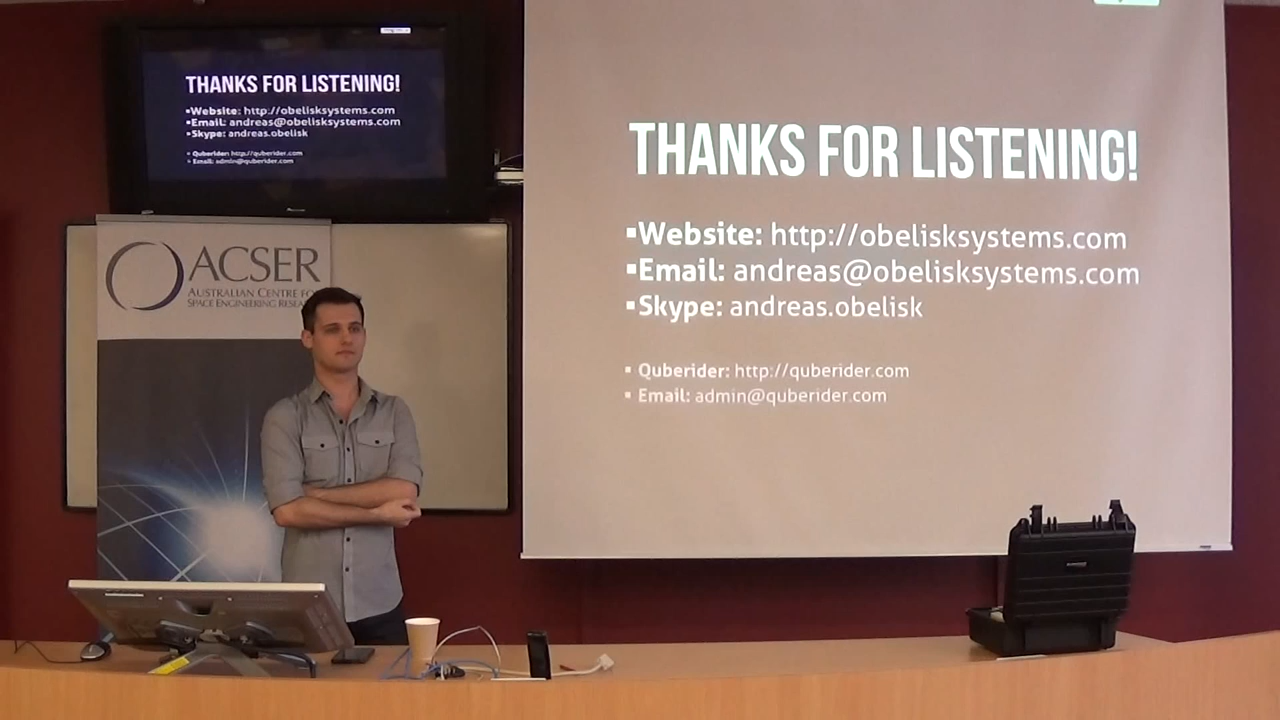 THANKS FOR LISTENING!
▪Website: http://obelisksystems.com
▪Email: andreas@obelisksystems.com
▪Skype: andreas.obelisk
▪ Quberider: http://quberider.com
▪ Email: admin@quberider.com
ACSER
AUSTRALIAN CENTRE FO
SPACE ENGINEERING RESEA
THANKS FOR LISTENING!
▪Website: http://obelisksystems.com
▪Email: andreas@obelisksystems.com
▪Skype: andreas.obelisk
▪ Quberider: http://quberider.com
▪ Email: admin@quberider.com